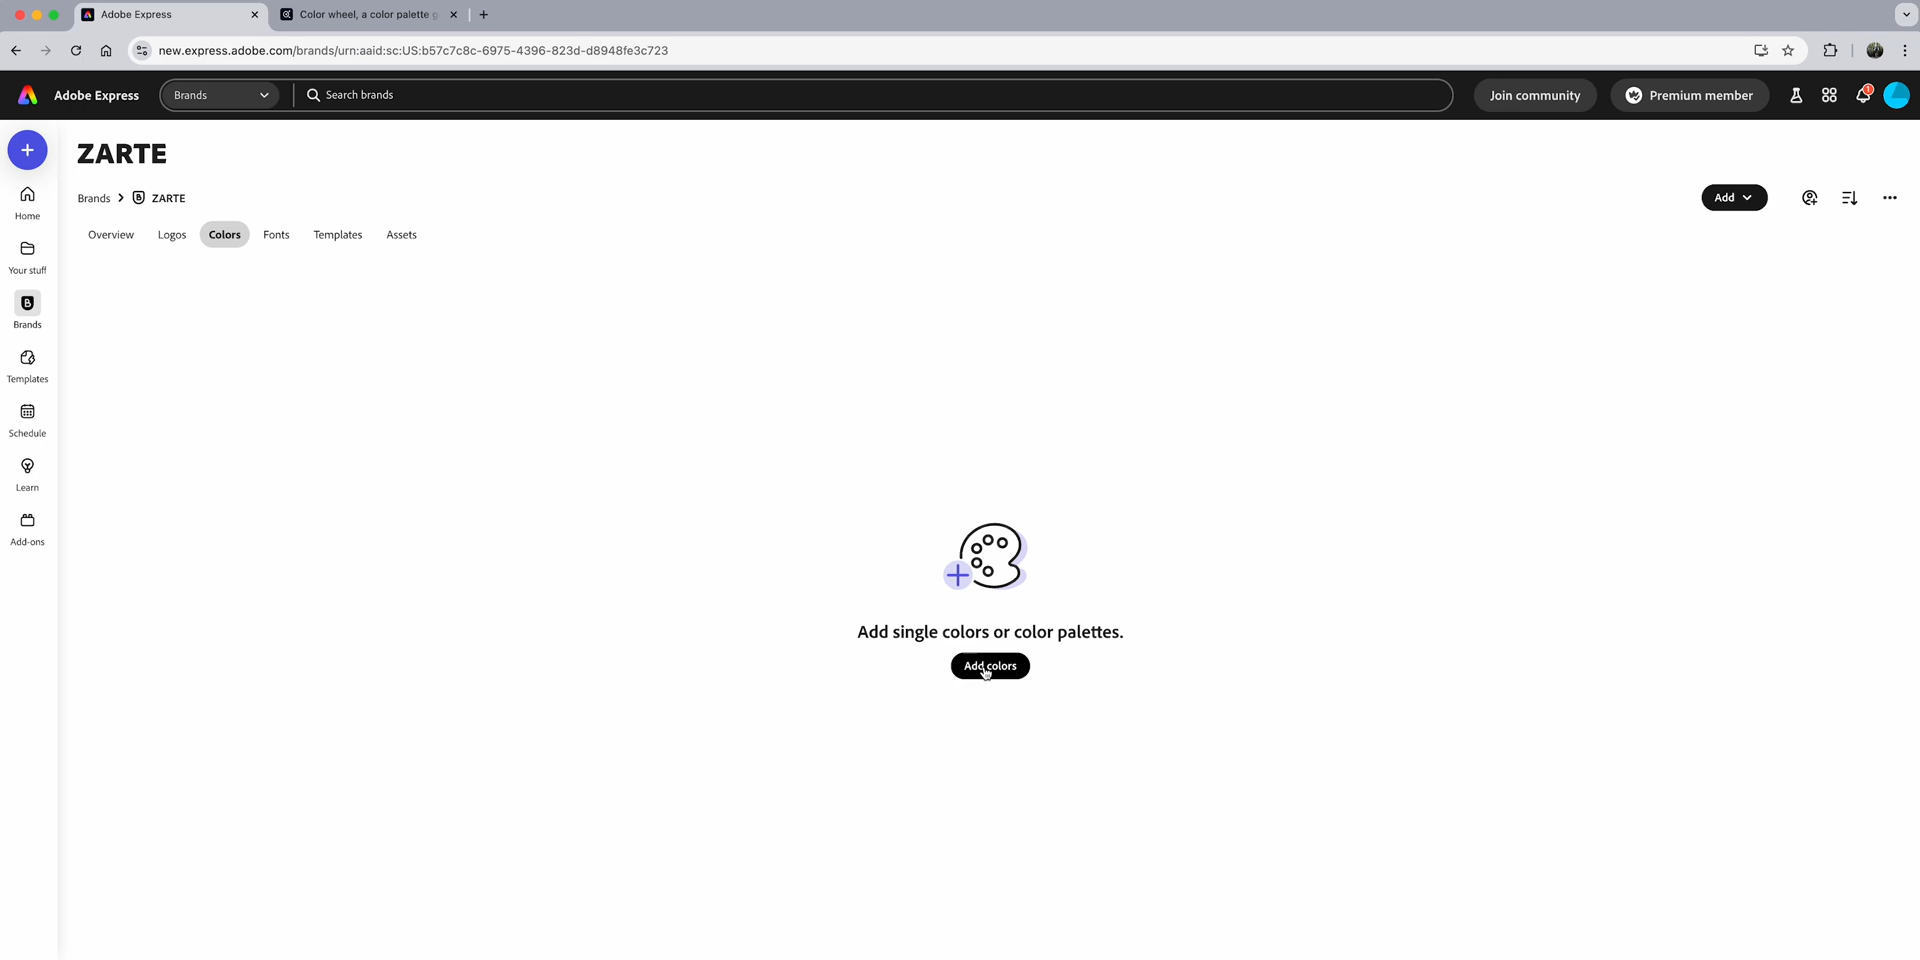 Adobe Express
Color wheel, a color palette g
new.express.adobe.com/brands/urn:aaid:sc:US:b57c7c8c-6975-4396-823d-d8948fe3c723
Adobe Express
Brands
Search brands
Join community
Premium member
1
ZARTE
Brands
B
ZARTE
Add
Overview
Logos
Colors
Fonts
Templates
Assets
Home
Your stuff
B
Brands
Templates
Schedule
Learn
Add-ons
Add single colors or color palettes.
Add colors